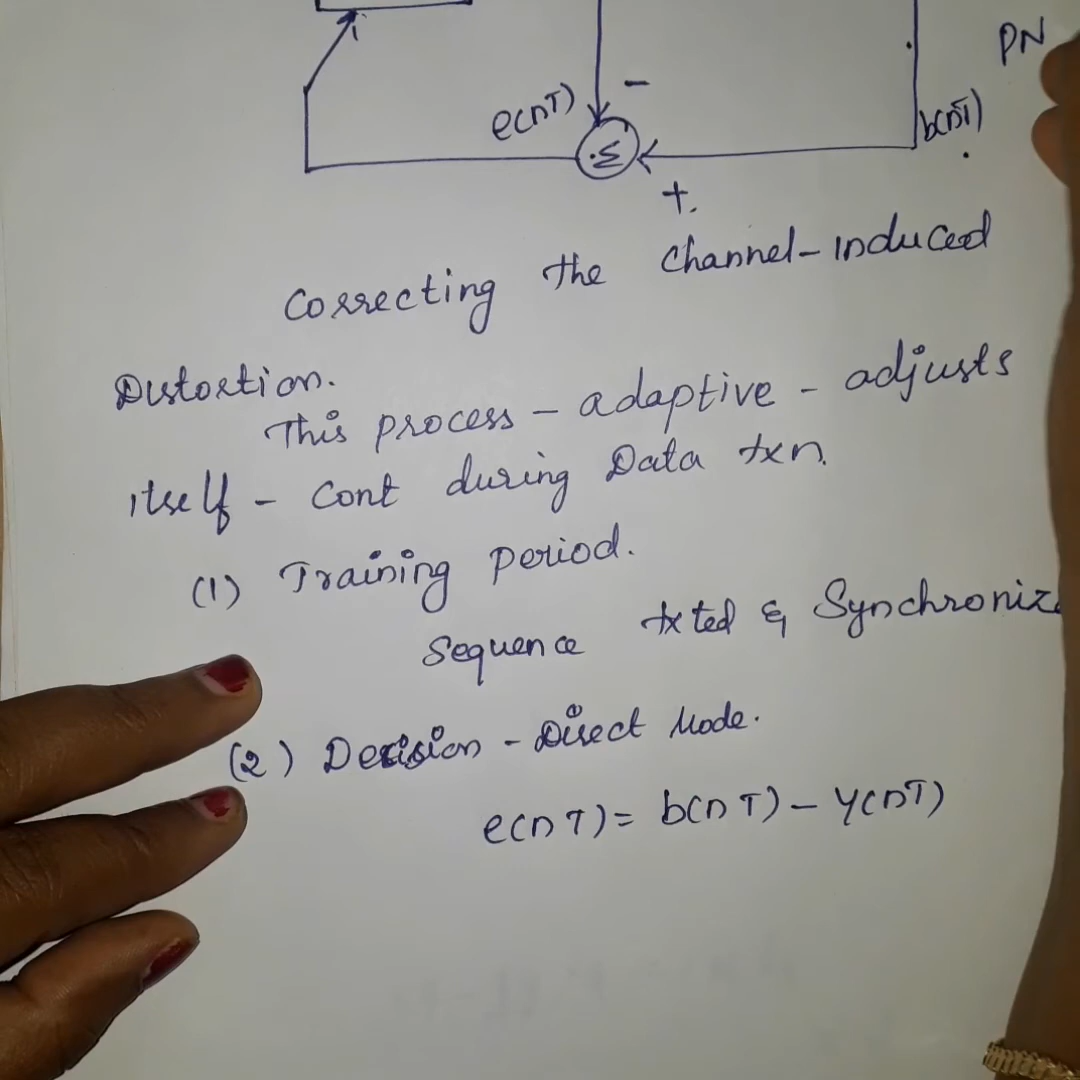 PN
e(nT)
-
b(nT)
Σ
+
Correcting the channel-induced
Distortion.
This process - adaptive - adjusts
itself - cont during Data txn.
(1) Training period.
Sequence txted & Synchronize
(2) Decision - Direct Mode.
e(nT) = b(nT) - y(nT)